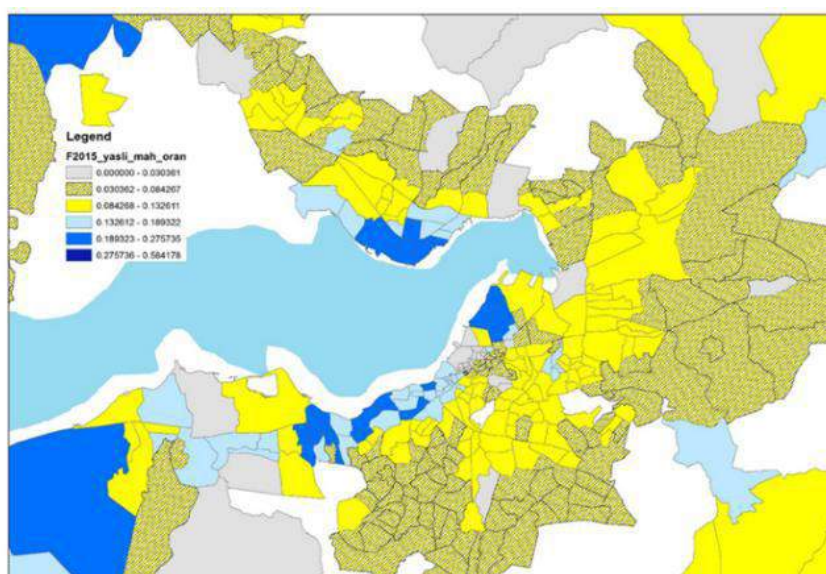 Legend
F2015_yasli_mah_oran
0.000000 - 0.030361
0.030362 - 0.084267
0.084268 - 0.132611
0.132612 - 0.189322
0.189323 - 0.275735
0.275736 - 0.584178